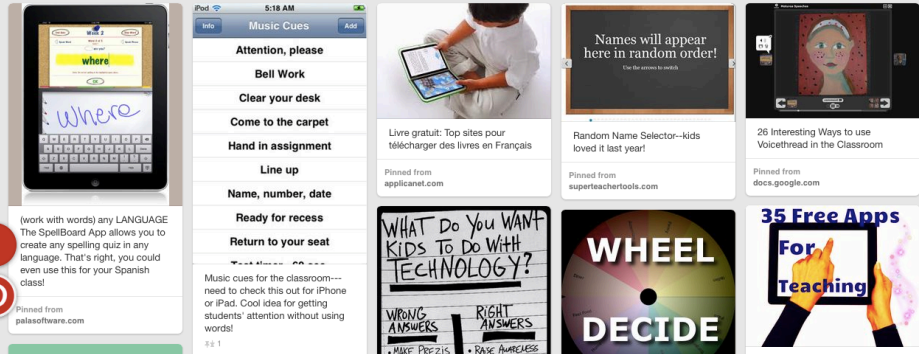 Week 2
where
where
(work with words) any LANGUAGE
The SpellBoard App allows you to
create any spelling quiz in any
language. That's right, you could
even use this for your Spanish
class!
Pinned from
palasoftware.com
iPod
5:18 AM
Info
Music Cues
Add
Attention, please
Bell Work
Clear your desk
Come to the carpet
Hand in assignment
Line up
Name, number, date
Ready for recess
Return to your seat
Music cues for the classroom---
need to check this out for iPhone
or iPad. Cool idea for getting
students' attention without using
words!
1
Livre gratuit: Top sites pour
télécharger des livres en Français
Pinned from
applicanet.com
WHAT DO YOU WANT
KIDS TO DO WITH
TECHNOLOGY?
WRONG
ANSWERS
• MAKE PREZIS
RIGHT
ANSWERS
• RAISE AWARENESS
Names will appear
here in random order!
Use the arrows to switch
Random Name Selector--kids
loved it last year!
Pinned from
superteachertools.com
WHEEL
DECIDE
26 Interesting Ways to use
Voicethread in the Classroom
Pinned from
docs.google.com
35 Free Apps
For
Teaching